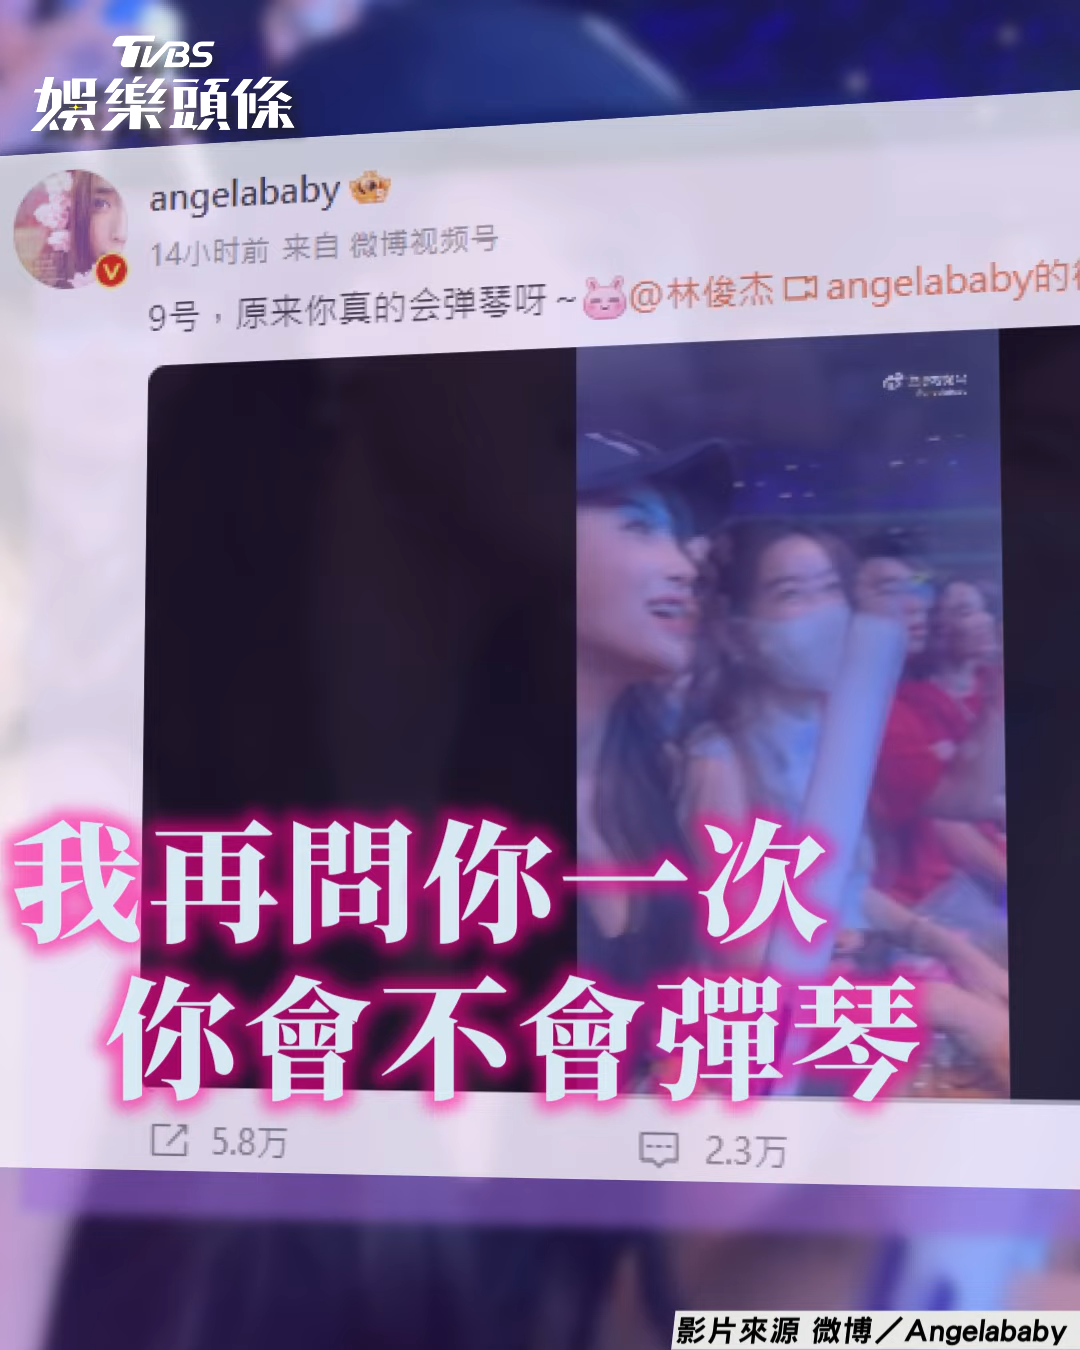 TVBS
娛樂頭條
angelababy
14小时前 来自 微博视频号
9号，原来你真的会弹琴呀～@林俊杰 angelababy的
我再問你一次
你會不會彈琴
5.8万
2.3万
影片來源 微博／Angelababy